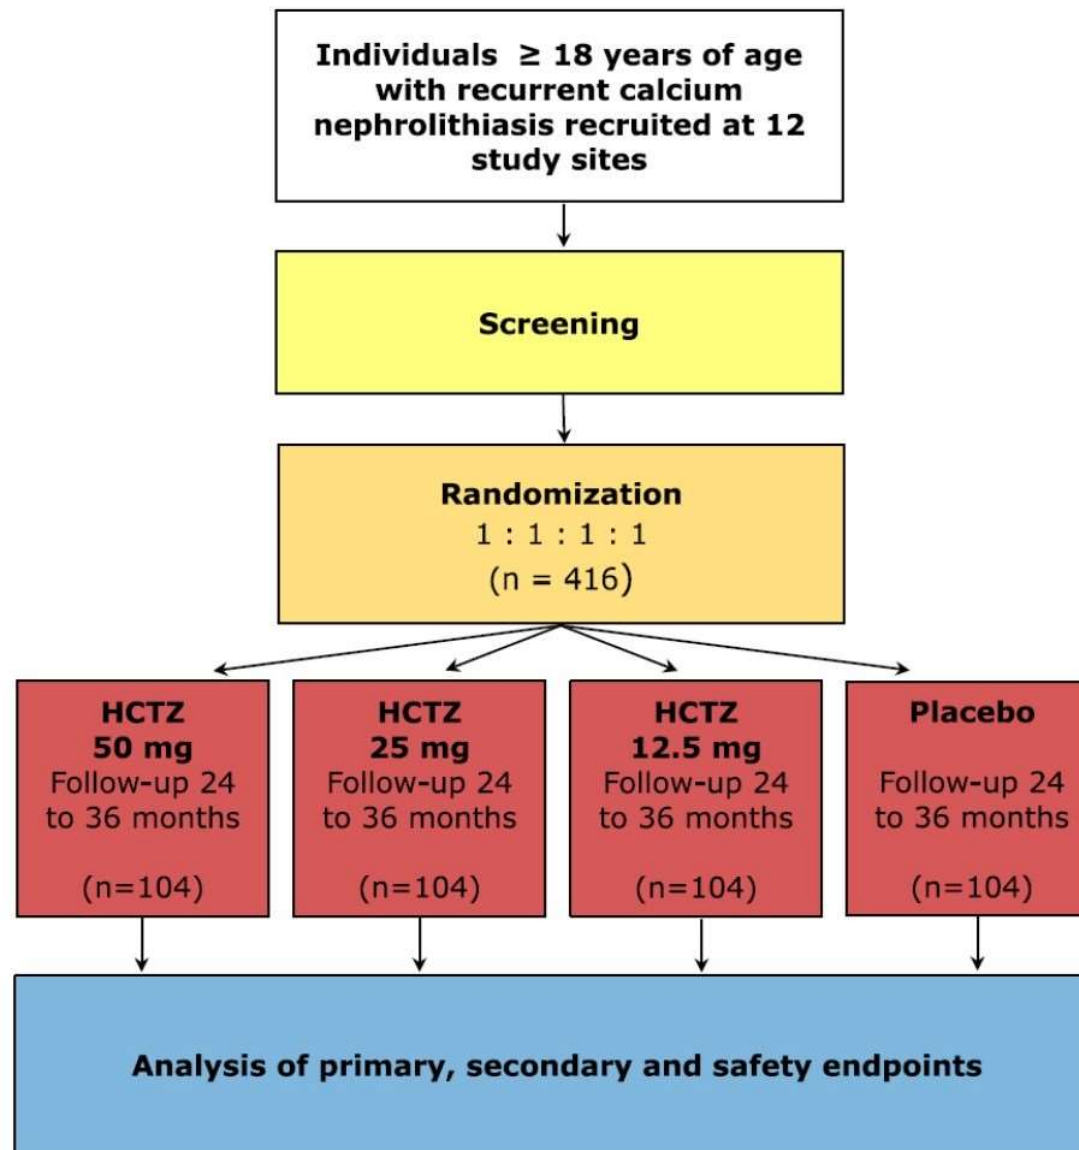 Individuals ≥ 18 years of age
with recurrent calcium
nephrolithiasis recruited at 12
study sites
Screening
Randomization
1 : 1 : 1 : 1
(n = 416)
HCTZ
50 mg
Follow-up 24
to 36 months
(n=104)
HCTZ
25 mg
Follow-up 24
to 36 months
(n=104)
HCTZ
12.5 mg
Follow-up 24
to 36 months
(n=104)
Placebo
Follow-up 24
to 36 months
(n=104)
Analysis of primary, secondary and safety endpoints